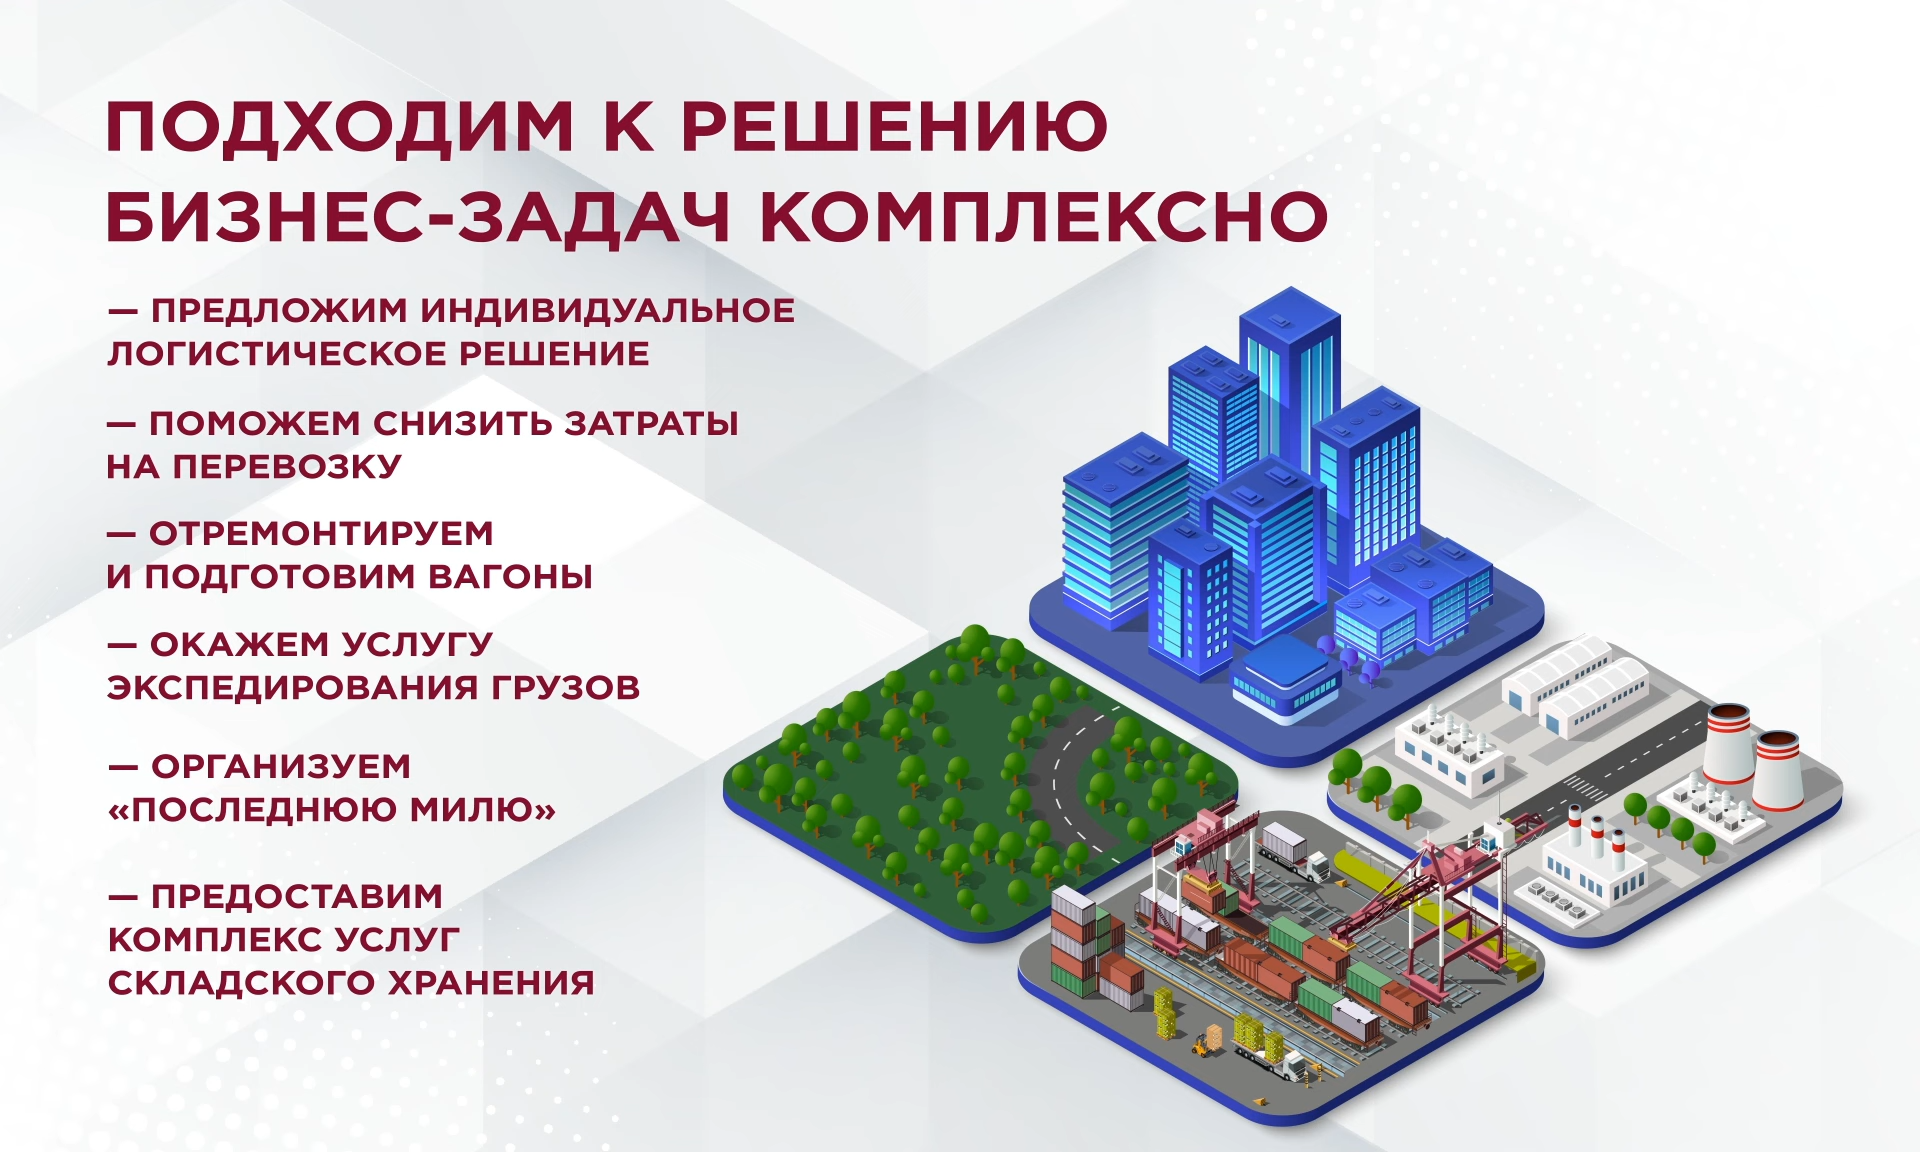 ПОДХОДИМ К РЕШЕНИЮ
БИЗНЕС-ЗАДАЧ КОМПЛЕКСНО
— ПРЕДЛОЖИМ ИНДИВИДУАЛЬНОЕ
ЛОГИСТИЧЕСКОЕ РЕШЕНИЕ
— ПОМОЖЕМ СНИЗИТЬ ЗАТРАТЫ
НА ПЕРЕВОЗКУ
— ОТРЕМОНТИРУЕМ
И ПОДГОТОВИМ ВАГОНЫ
— ОКАЖЕМ УСЛУГУ
ЭКСПЕДИРОВАНИЯ ГРУЗОВ
— ОРГАНИЗУЕМ
«ПОСЛЕДНЮЮ МИЛЮ»
— ПРЕДОСТАВИМ
КОМПЛЕКС УСЛУГ
СКЛАДСКОГО ХРАНЕНИЯ